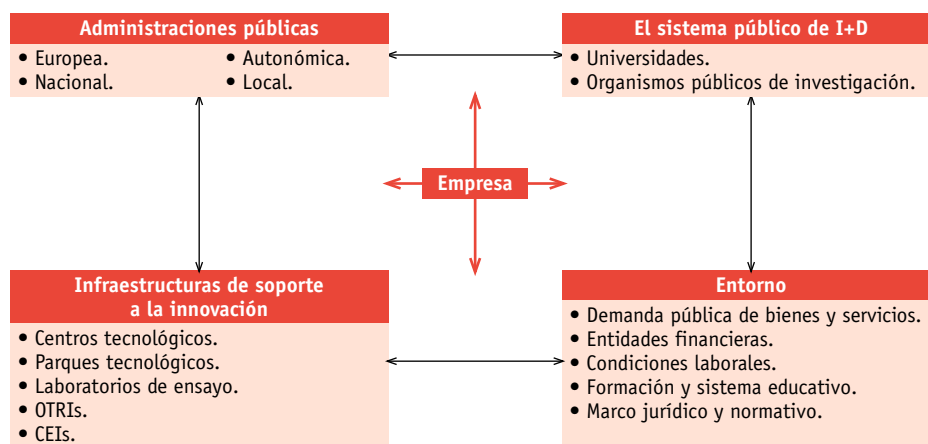 Administraciones públicas
• Europea.
• Nacional.
• Autonómica.
• Local.
El sistema público de I+D
• Universidades.
• Organismos públicos de investigación.
Empresa
Infraestructuras de soporte
a la innovación
• Centros tecnológicos.
• Parques tecnológicos.
• Laboratorios de ensayo.
• OTRIs.
• CEIs.
Entorno
• Demanda pública de bienes y servicios.
• Entidades financieras.
• Condiciones laborales.
• Formación y sistema educativo.
• Marco jurídico y normativo.